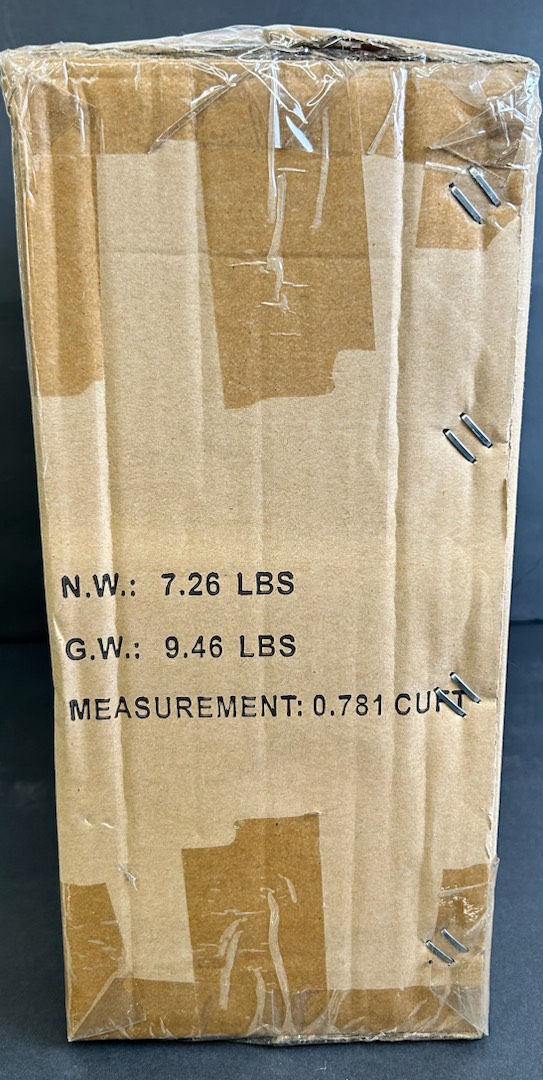 N.W.: 7.26 LBS
G.W.: 9.46 LBS
MEASUREMENT: 0.781 CUFT